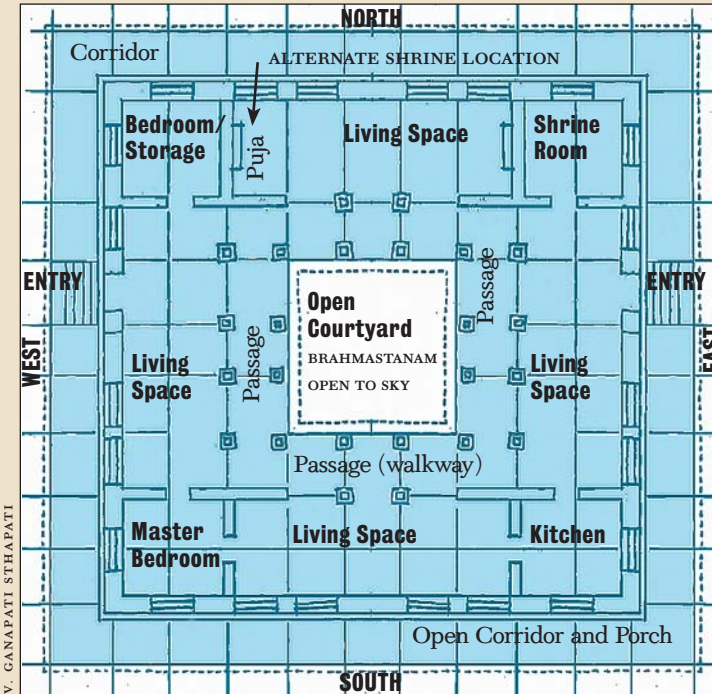 NORTH
Corridor
ALTERNATE SHRINE LOCATION
Bedroom/
Storage
Puja
Living Space
Shrine
Room
ENTRY
Passage
ENTRY
Open
Courtyard
BRAHMASTANAM
OPEN TO SKY
Passage
WEST
Living
Space
Living
Space
EAST
Passage (walkway)
Master
Bedroom
Living Space
Kitchen
Open Corridor and Porch
SOUTH
V. GANAPATI STHAPATI